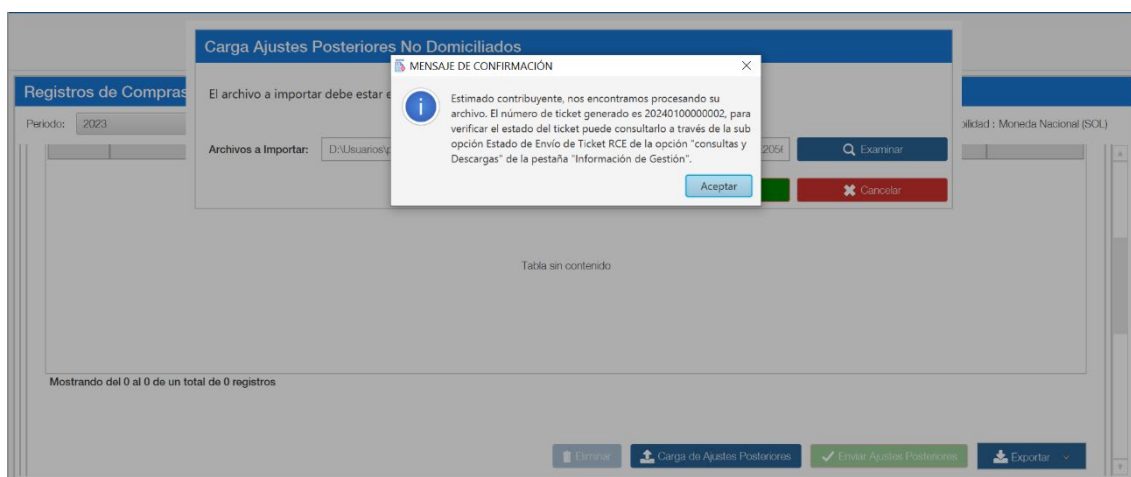 Carga Ajustes Posteriores No Domiciliados
MENSAJE DE CONFIRMACIÓN
Registros de Compras
El archivo a importar debe estar e
Estimado contribuyente, nos encontramos procesando su
archivo. El número de ticket generado es 20240100000002, para
verificar el estado del ticket puede consultarlo a través de la sub
opción Estado de Envío de Ticket RCE de la opción "consultas y
Descargas" de la pestaña "Información de Gestión".
Aceptar
Periodo: 2023
bilidad : Moneda Nacional (SOL)
Archivos a Importar: D:\Usuarios\p
Examinar
Cancelar
Tabla sin contenido
Mostrando del 0 al 0 de un total de 0 registros
Eliminar Carga de Ajustes Posteriores Enviar Ajustes Posteriores Exportar